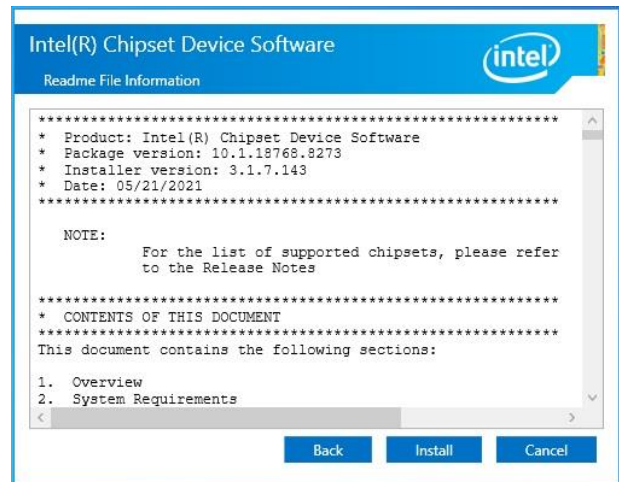 Intel(R) Chipset Device Software
intel
Readme File Information
*************************************************************
*   Product: Intel(R) Chipset Device Software
*   Package version: 10.1.18768.8273
*   Installer version: 3.1.7.143
*   Date: 05/21/2021
*************************************************************
NOTE:
For the list of supported chipsets, please refer
to the Release Notes
*************************************************************
*   CONTENTS OF THIS DOCUMENT
*************************************************************
This document contains the following sections:
1.  Overview
2.  System Requirements
Back Install Cancel